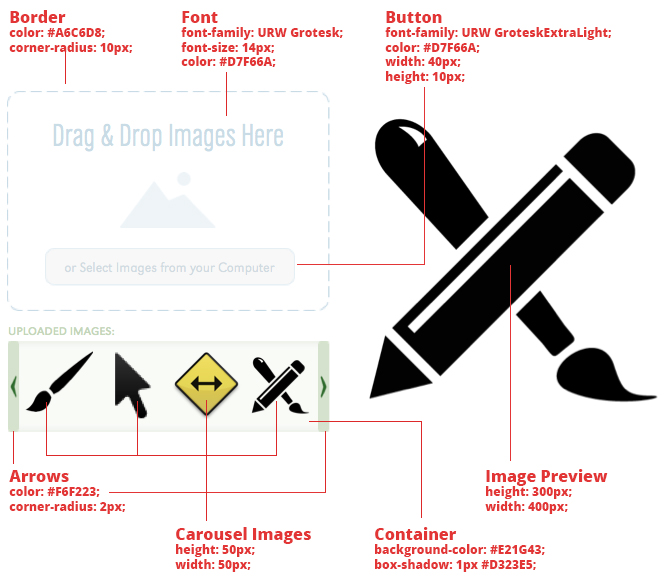 Border
color: #A6C6D8;
corner-radius: 10px;
Font
font-family: URW Grotesk;
font-size: 14px;
color: #D7F66A;
Button
font-family: URW GroteskExtraLight;
color: #D7F66A;
width: 40px;
height: 10px;
Drag & Drop Images Here
or Select Images from your Computer
UPLOADED IMAGES:
Arrows
color: #F6F223;
corner-radius: 2px;
Image Preview
height: 300px;
width: 400px;
Carousel Images
height: 50px;
width: 50px;
Container
background-color: #E21G43;
box-shadow: 1px #D323E5;